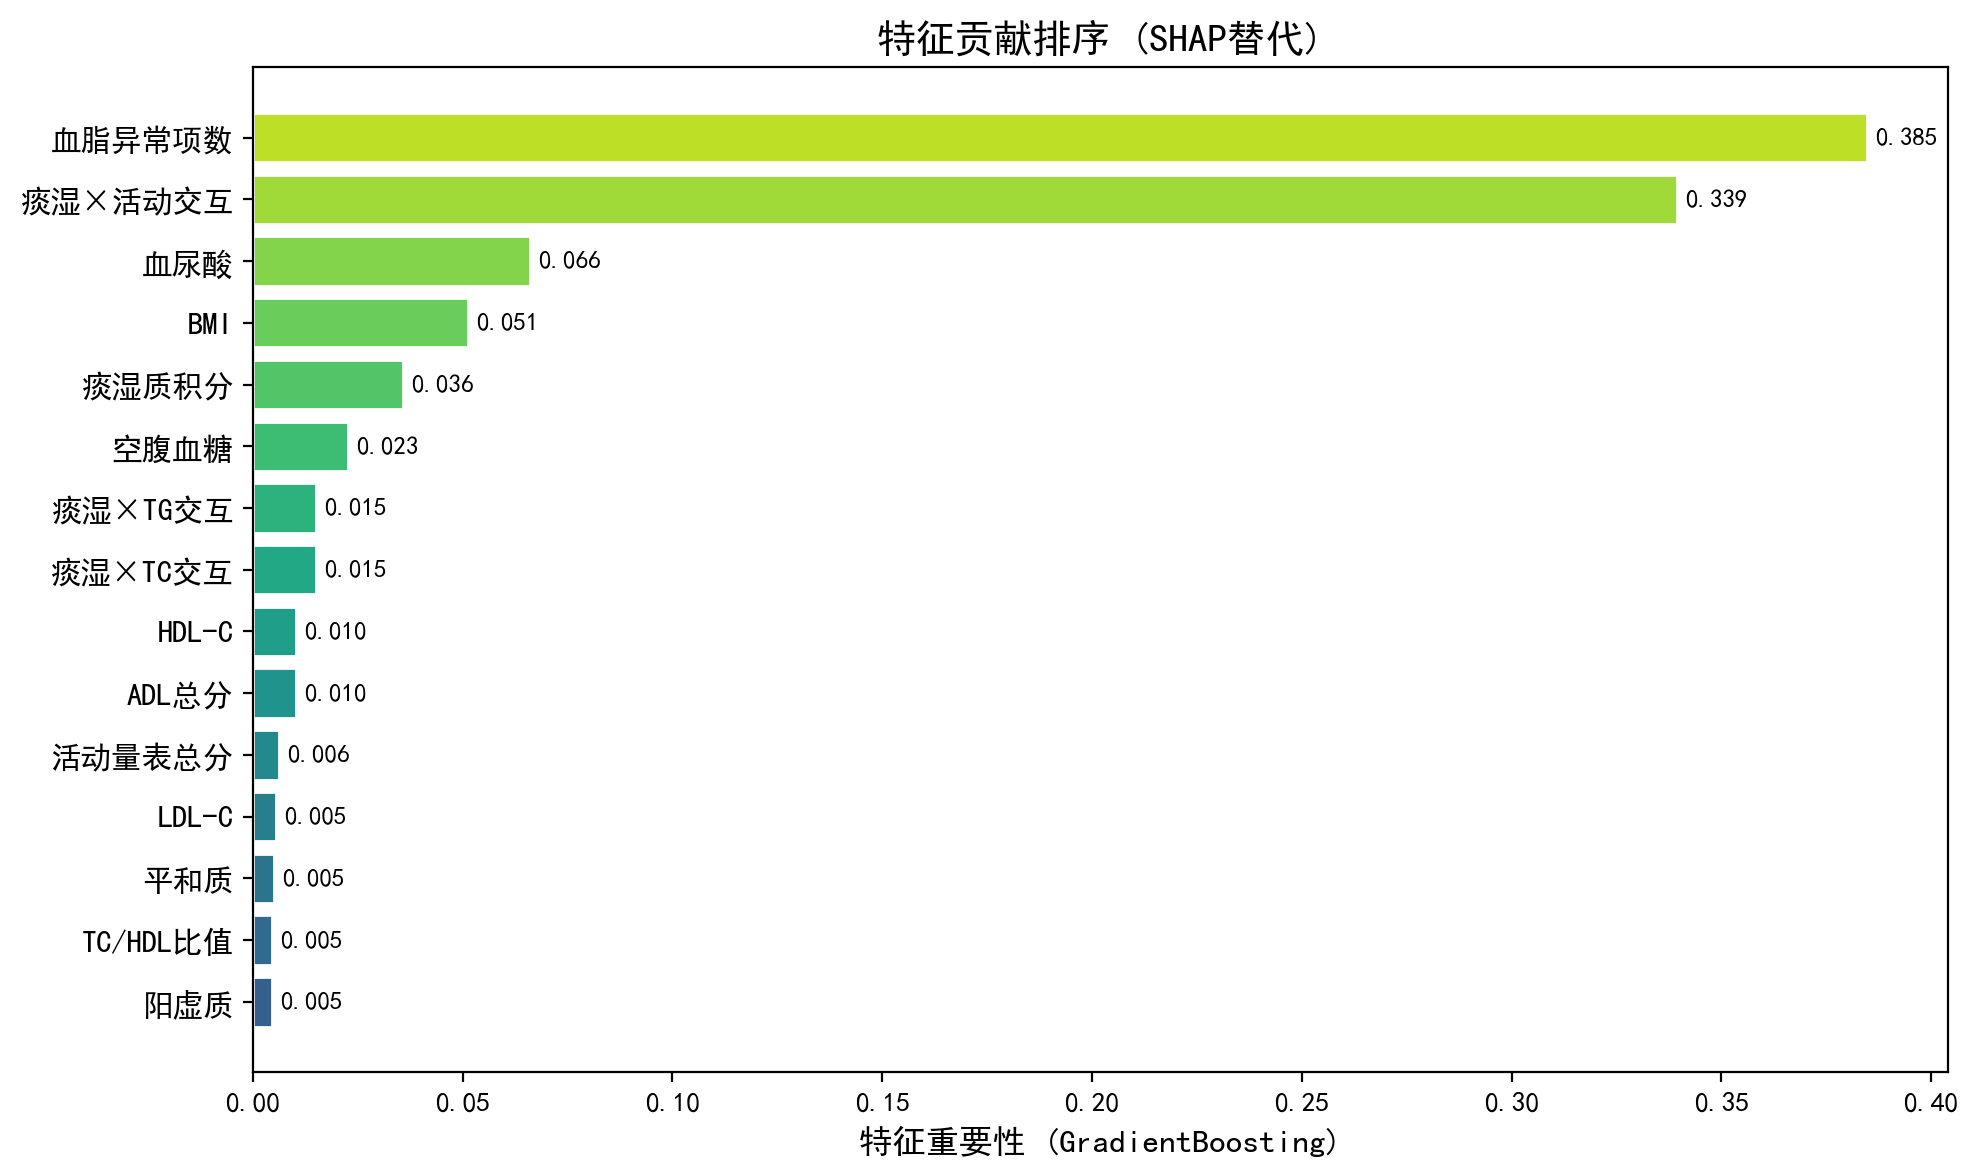 特征贡献排序 (SHAP替代)
血脂异常项数 0.385
痰湿×活动交互 0.339
血尿酸 0.066
BMI 0.051
痰湿质积分 0.036
空腹血糖 0.023
痰湿×TG交互 0.015
痰湿×TC交互 0.015
HDL-C 0.010
ADL总分 0.010
活动量表总分 0.006
LDL-C 0.005
平和质 0.005
TC/HDL比值 0.005
阳虚质 0.005
0.00 0.05 0.10 0.15 0.20 0.25 0.30 0.35 0.40
特征重要性 (GradientBoosting)